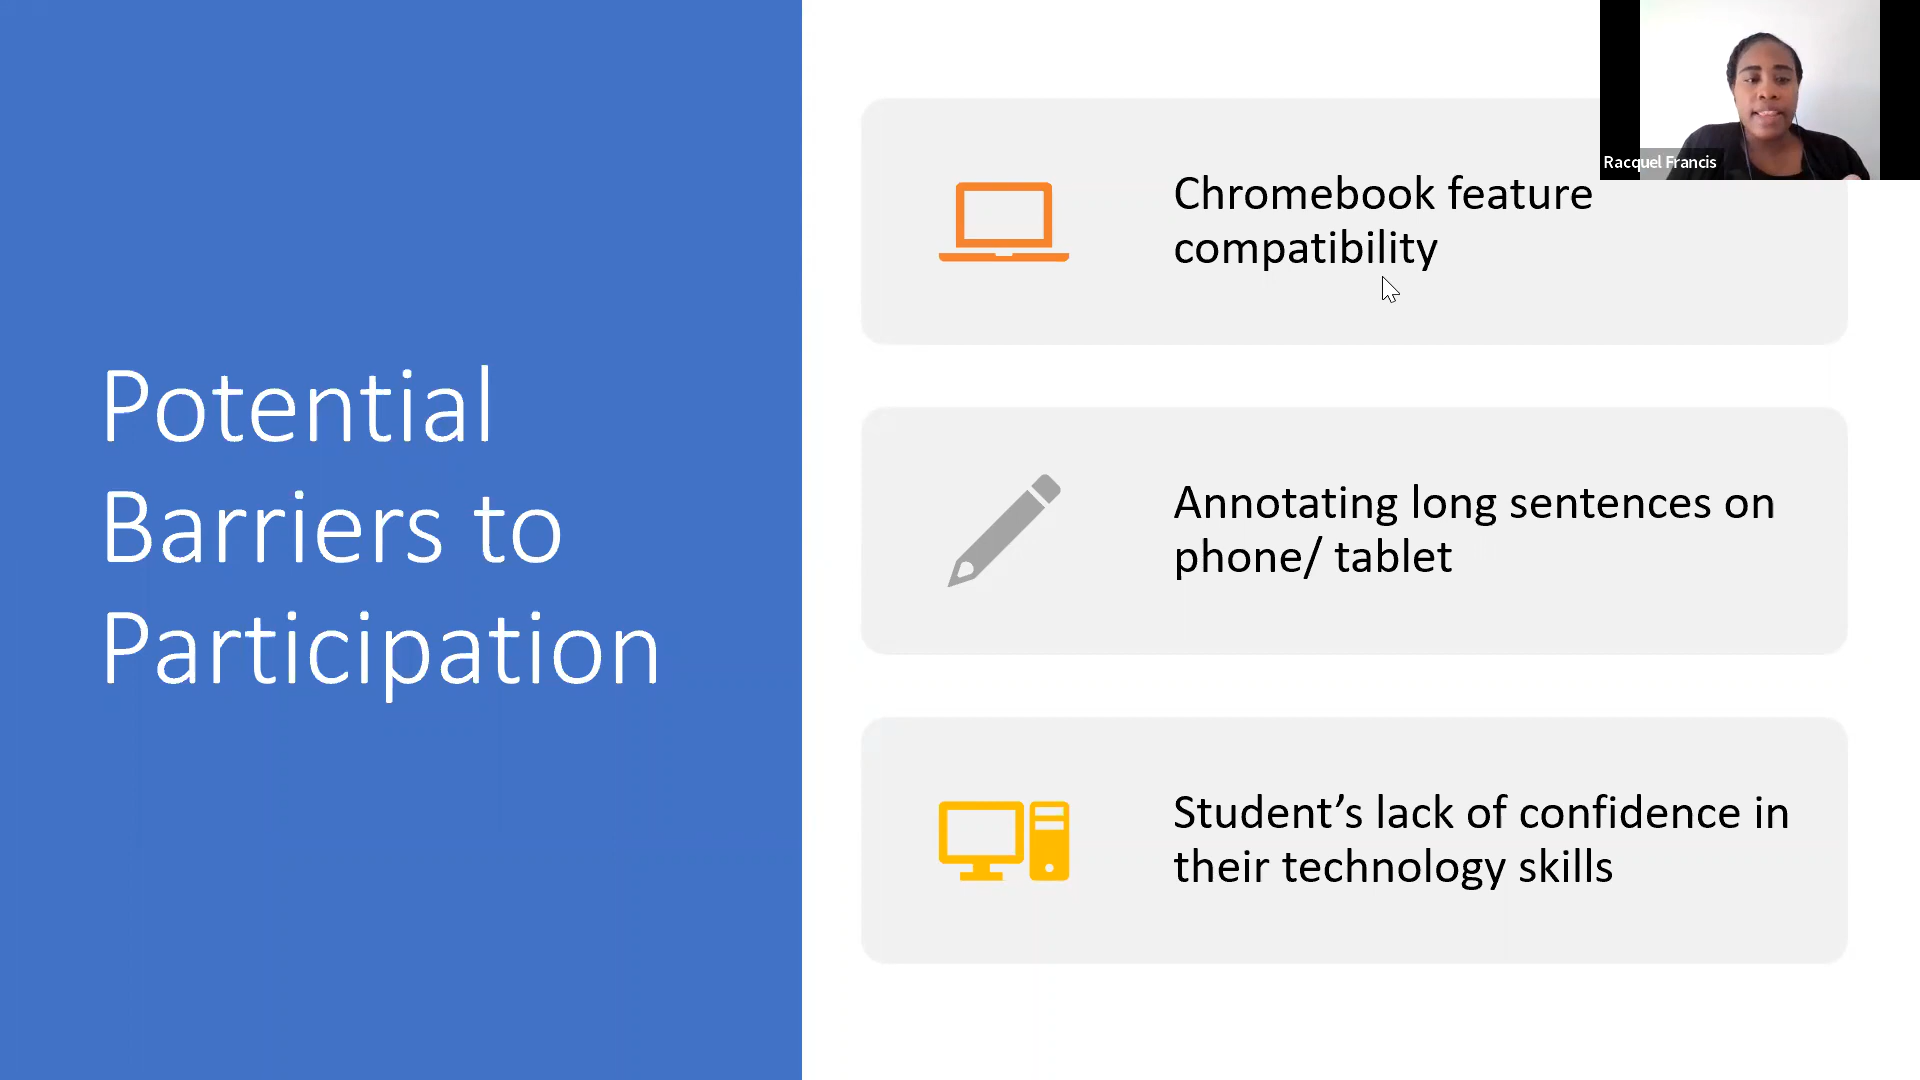 Potential
Barriers to
Participation
Racquel Francis
Chromebook feature
compatibility
Annotating long sentences on
phone/ tablet
Student’s lack of confidence in
their technology skills